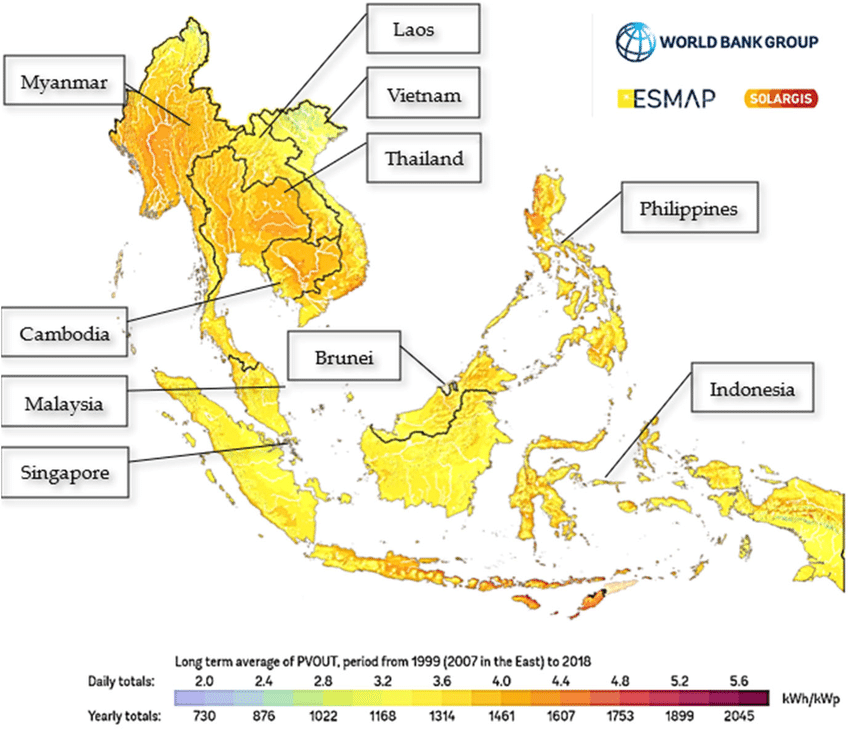 Laos
WORLD BANK GROUP
Myanmar
Vietnam
ESMAP
SOLARGIS
Thailand
Philippines
Cambodia
Brunei
Malaysia
Indonesia
Singapore
Long term average of PVOUT, period from 1999 (2007 in the East) to 2018
Daily totals: 2.0 2.4 2.8 3.2 3.6 4.0 4.4 4.8 5.2 5.6
kWh/kWp
Yearly totals: 730 876 1022 1168 1314 1461 1607 1753 1899 2045